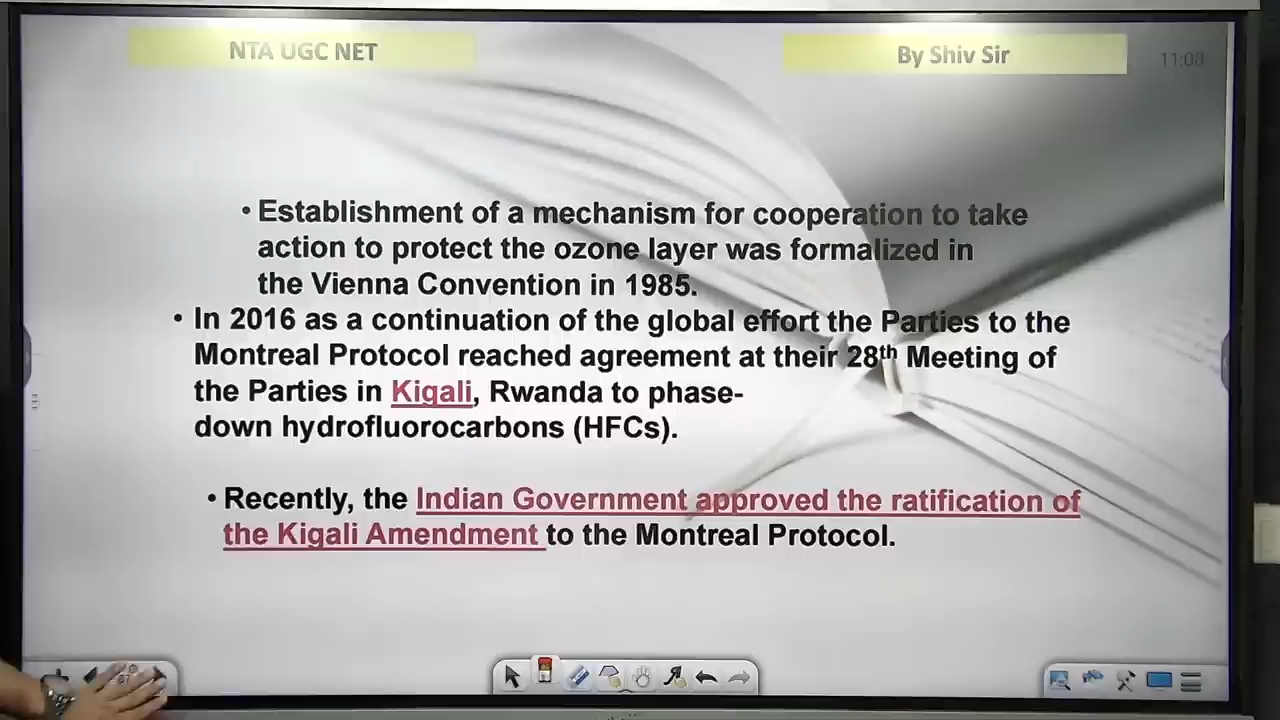 NTA UGC NET
By Shiv Sir
11:08
• Establishment of a mechanism for cooperation to take
action to protect the ozone layer was formalized in
the Vienna Convention in 1985.
• In 2016 as a continuation of the global effort the Parties to the
Montreal Protocol reached agreement at their 28th Meeting of
the Parties in Kigali, Rwanda to phase-
down hydrofluorocarbons (HFCs).
• Recently, the Indian Government approved the ratification of
the Kigali Amendment to the Montreal Protocol.